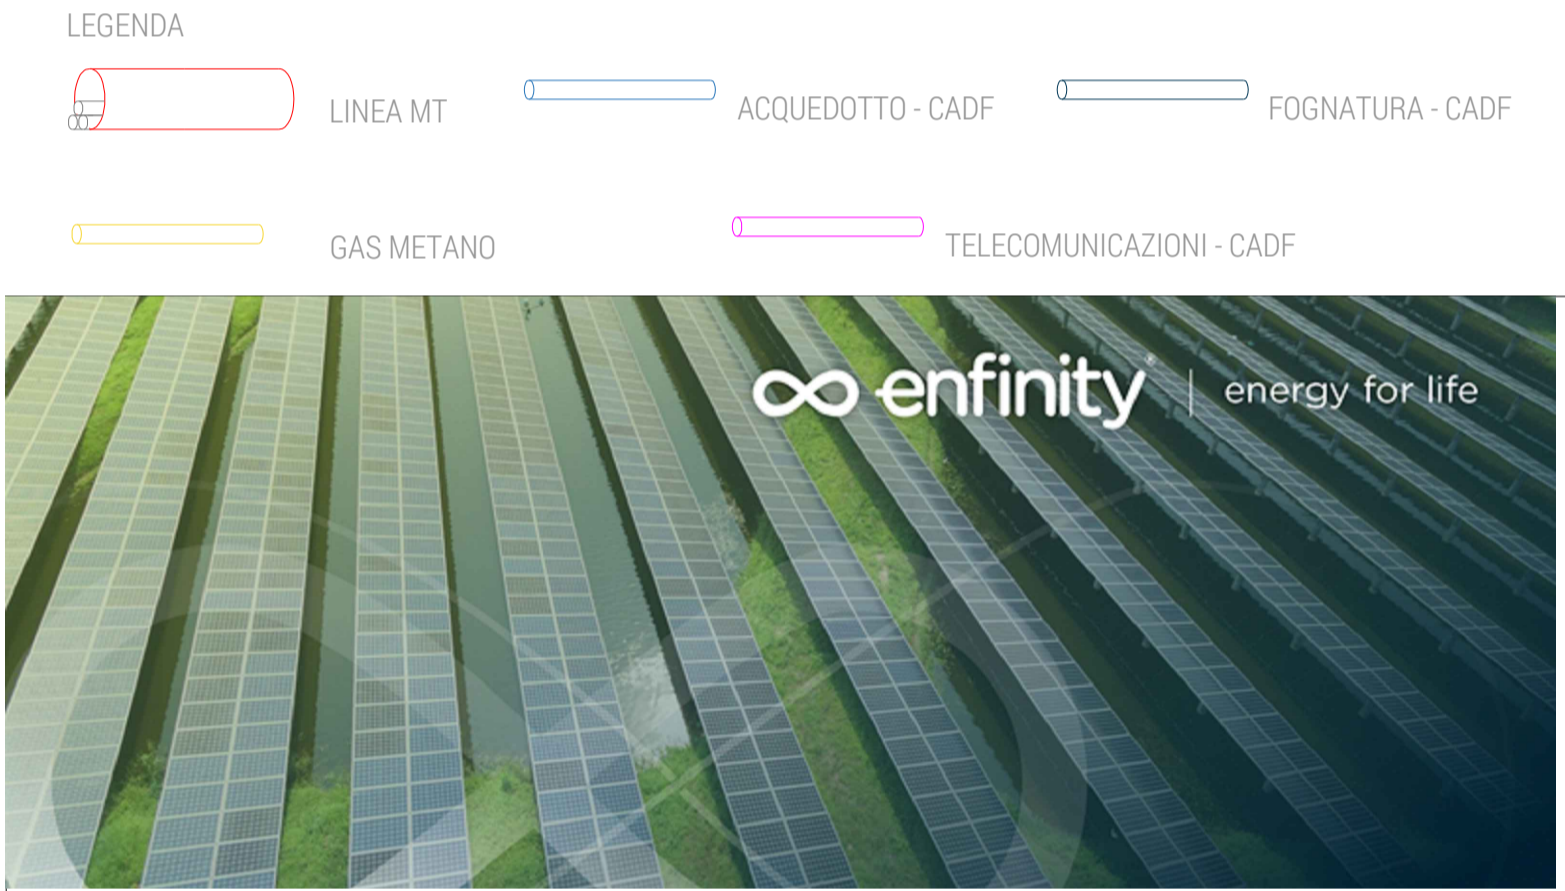 LEGENDA
LINEA MT
ACQUEDOTTO - CADF
FOGNATURA - CADF
GAS METANO
TELECOMUNICAZIONI - CADF
enfinity® | energy for life